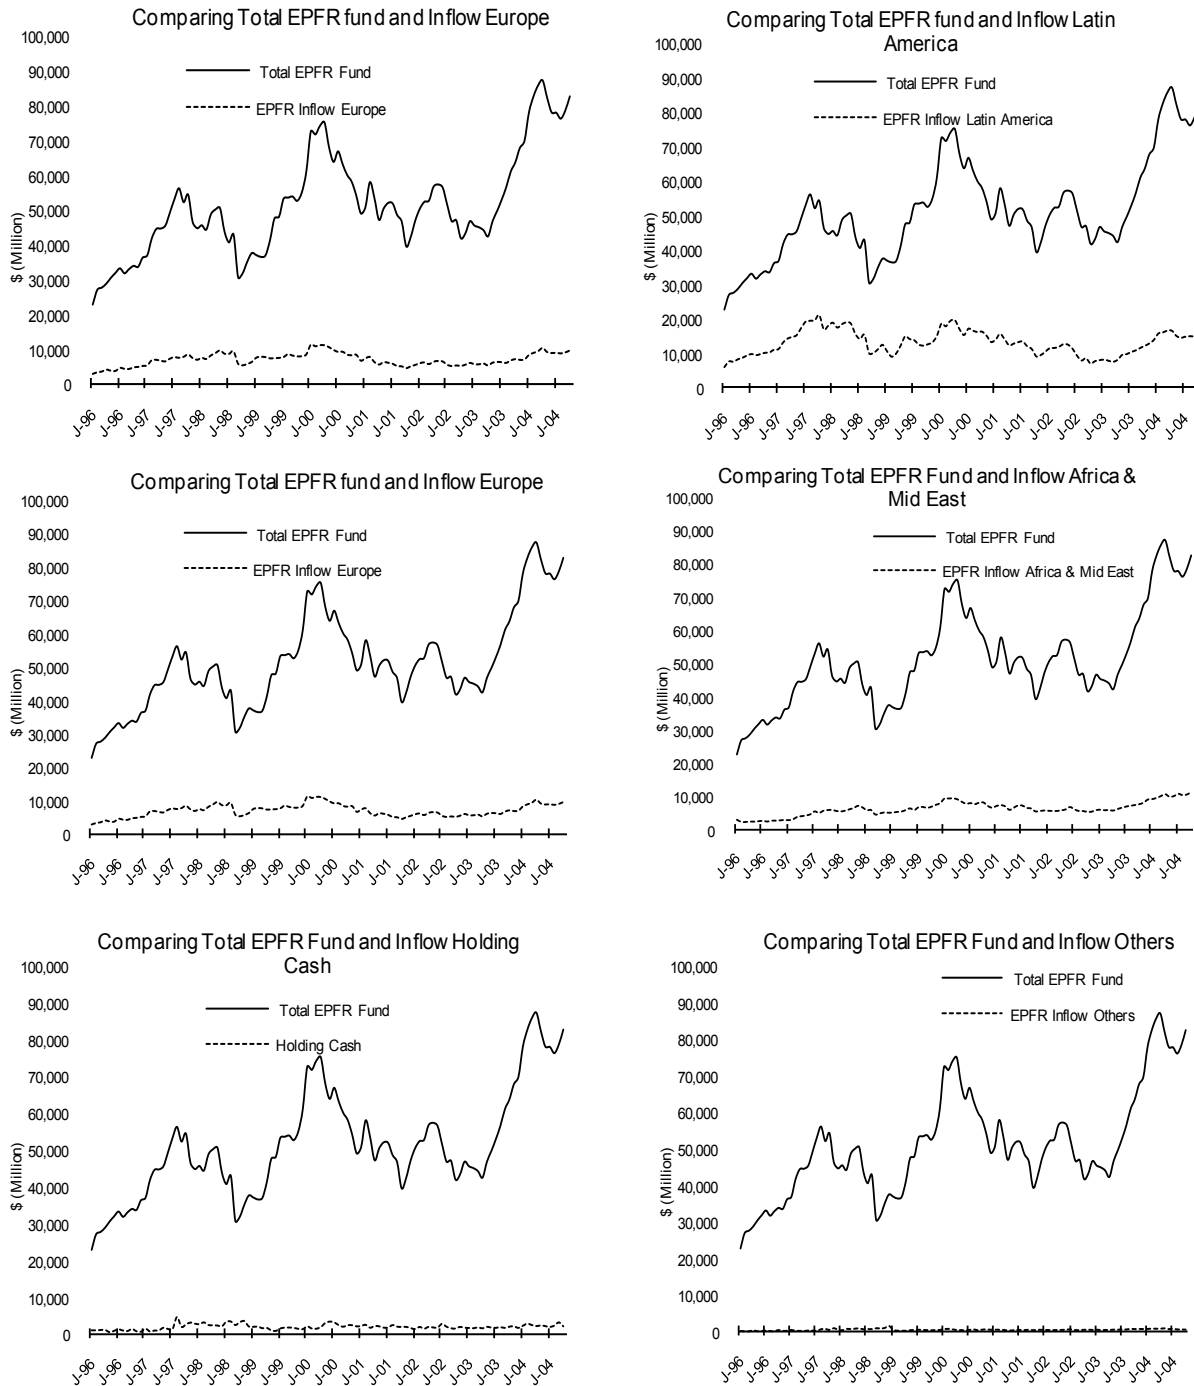 Comparing Total EPFR fund and Inflow Europe
100,000
90,000
80,000
70,000
60,000
50,000
40,000
30,000
20,000
10,000
0
$ (Million)
Total EPFR Fund
EPFR Inflow Europe
J-96
J-96
J-97
J-97
J-98
J-98
J-99
J-99
J-00
J-00
J-01
J-01
J-02
J-02
J-03
J-03
J-04
J-04
Comparing Total EPFR fund and Inflow Latin
America
100,000
90,000
80,000
70,000
60,000
50,000
40,000
30,000
20,000
10,000
0
$ (Million)
Total EPFR Fund
EPFR Inflow Latin America
J-96
J-96
J-97
J-97
J-98
J-98
J-99
J-99
J-00
J-00
J-01
J-01
J-02
J-02
J-03
J-03
J-04
J-04
Comparing Total EPFR fund and Inflow Europe
100,000
90,000
80,000
70,000
60,000
50,000
40,000
30,000
20,000
10,000
0
$ (Million)
Total EPFR Fund
EPFR Inflow Europe
J-96
J-96
J-97
J-97
J-98
J-98
J-99
J-99
J-00
J-00
J-01
J-01
J-02
J-02
J-03
J-03
J-04
J-04
Comparing Total EPFR Fund and Inflow Africa &
Mid East
100,000
90,000
80,000
70,000
60,000
50,000
40,000
30,000
20,000
10,000
0
$ (Million)
Total EPFR Fund
EPFR Inflow Africa & Mid East
J-96
J-96
J-97
J-97
J-98
J-98
J-99
J-99
J-00
J-00
J-01
J-01
J-02
J-02
J-03
J-03
J-04
J-04
Comparing Total EPFR Fund and Inflow Holding
Cash
100,000
90,000
80,000
70,000
60,000
50,000
40,000
30,000
20,000
10,000
0
$ (Million)
Total EPFR Fund
Holding Cash
J-96
J-96
J-97
J-97
J-98
J-98
J-99
J-99
J-00
J-00
J-01
J-01
J-02
J-02
J-03
J-03
J-04
J-04
Comparing Total EPFR Fund and Inflow Others
100,000
90,000
80,000
70,000
60,000
50,000
40,000
30,000
20,000
10,000
0
$ (Million)
Total EPFR Fund
EPFR Inflow Others
J-96
J-96
J-97
J-97
J-98
J-98
J-99
J-99
J-00
J-00
J-01
J-01
J-02
J-02
J-03
J-03
J-04
J-04